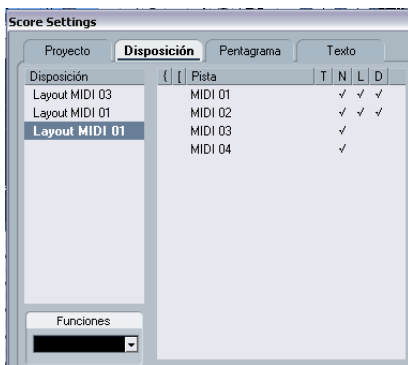 Score Settings
Proyecto Disposición Pentagrama Texto
Disposición { [ Pista T N L D
Layout MIDI 03 MIDI 01 √ √ √
Layout MIDI 01 MIDI 02 √ √ √
Layout MIDI 01 MIDI 03 √
MIDI 04 √
Funciones